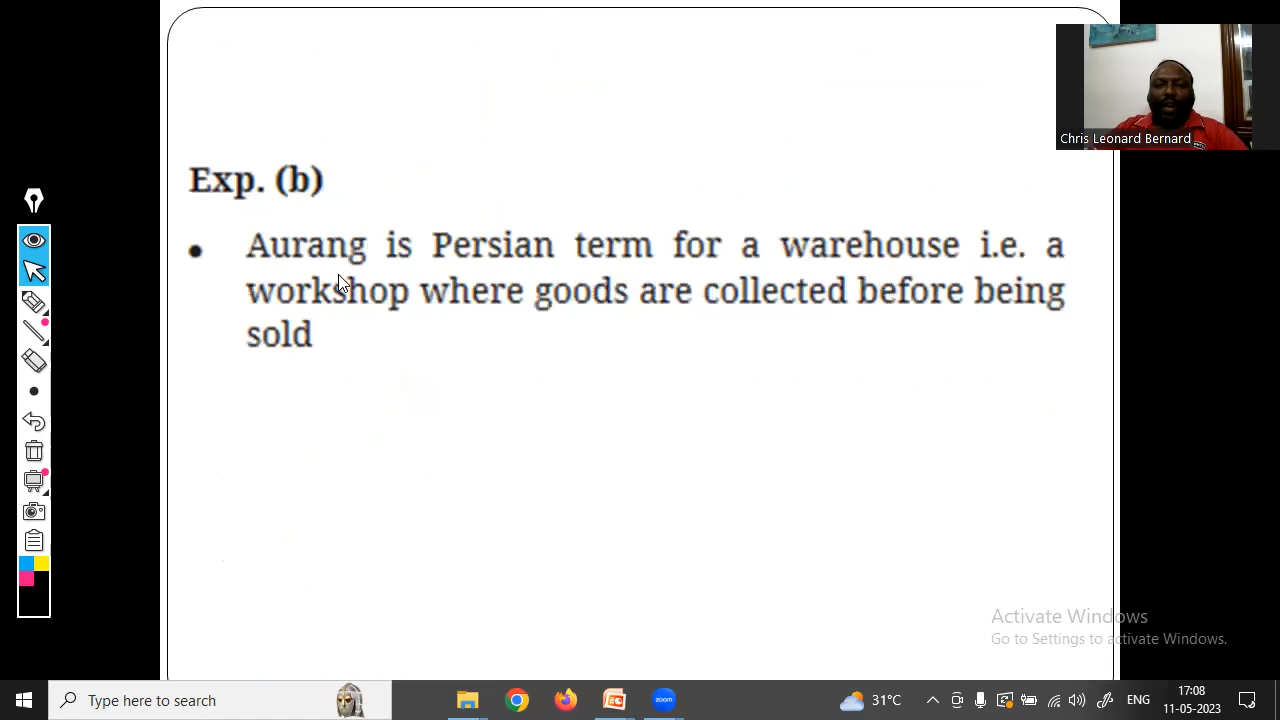 Chris Leonard Bernard
Exp. (b)
• Aurang is Persian term for a warehouse i.e. a
workshop where goods are collected before being
sold
Activate Windows
Go to Settings to activate Windows.
Type here to search
zoom
31°C
ENG
17:08
11-05-2023